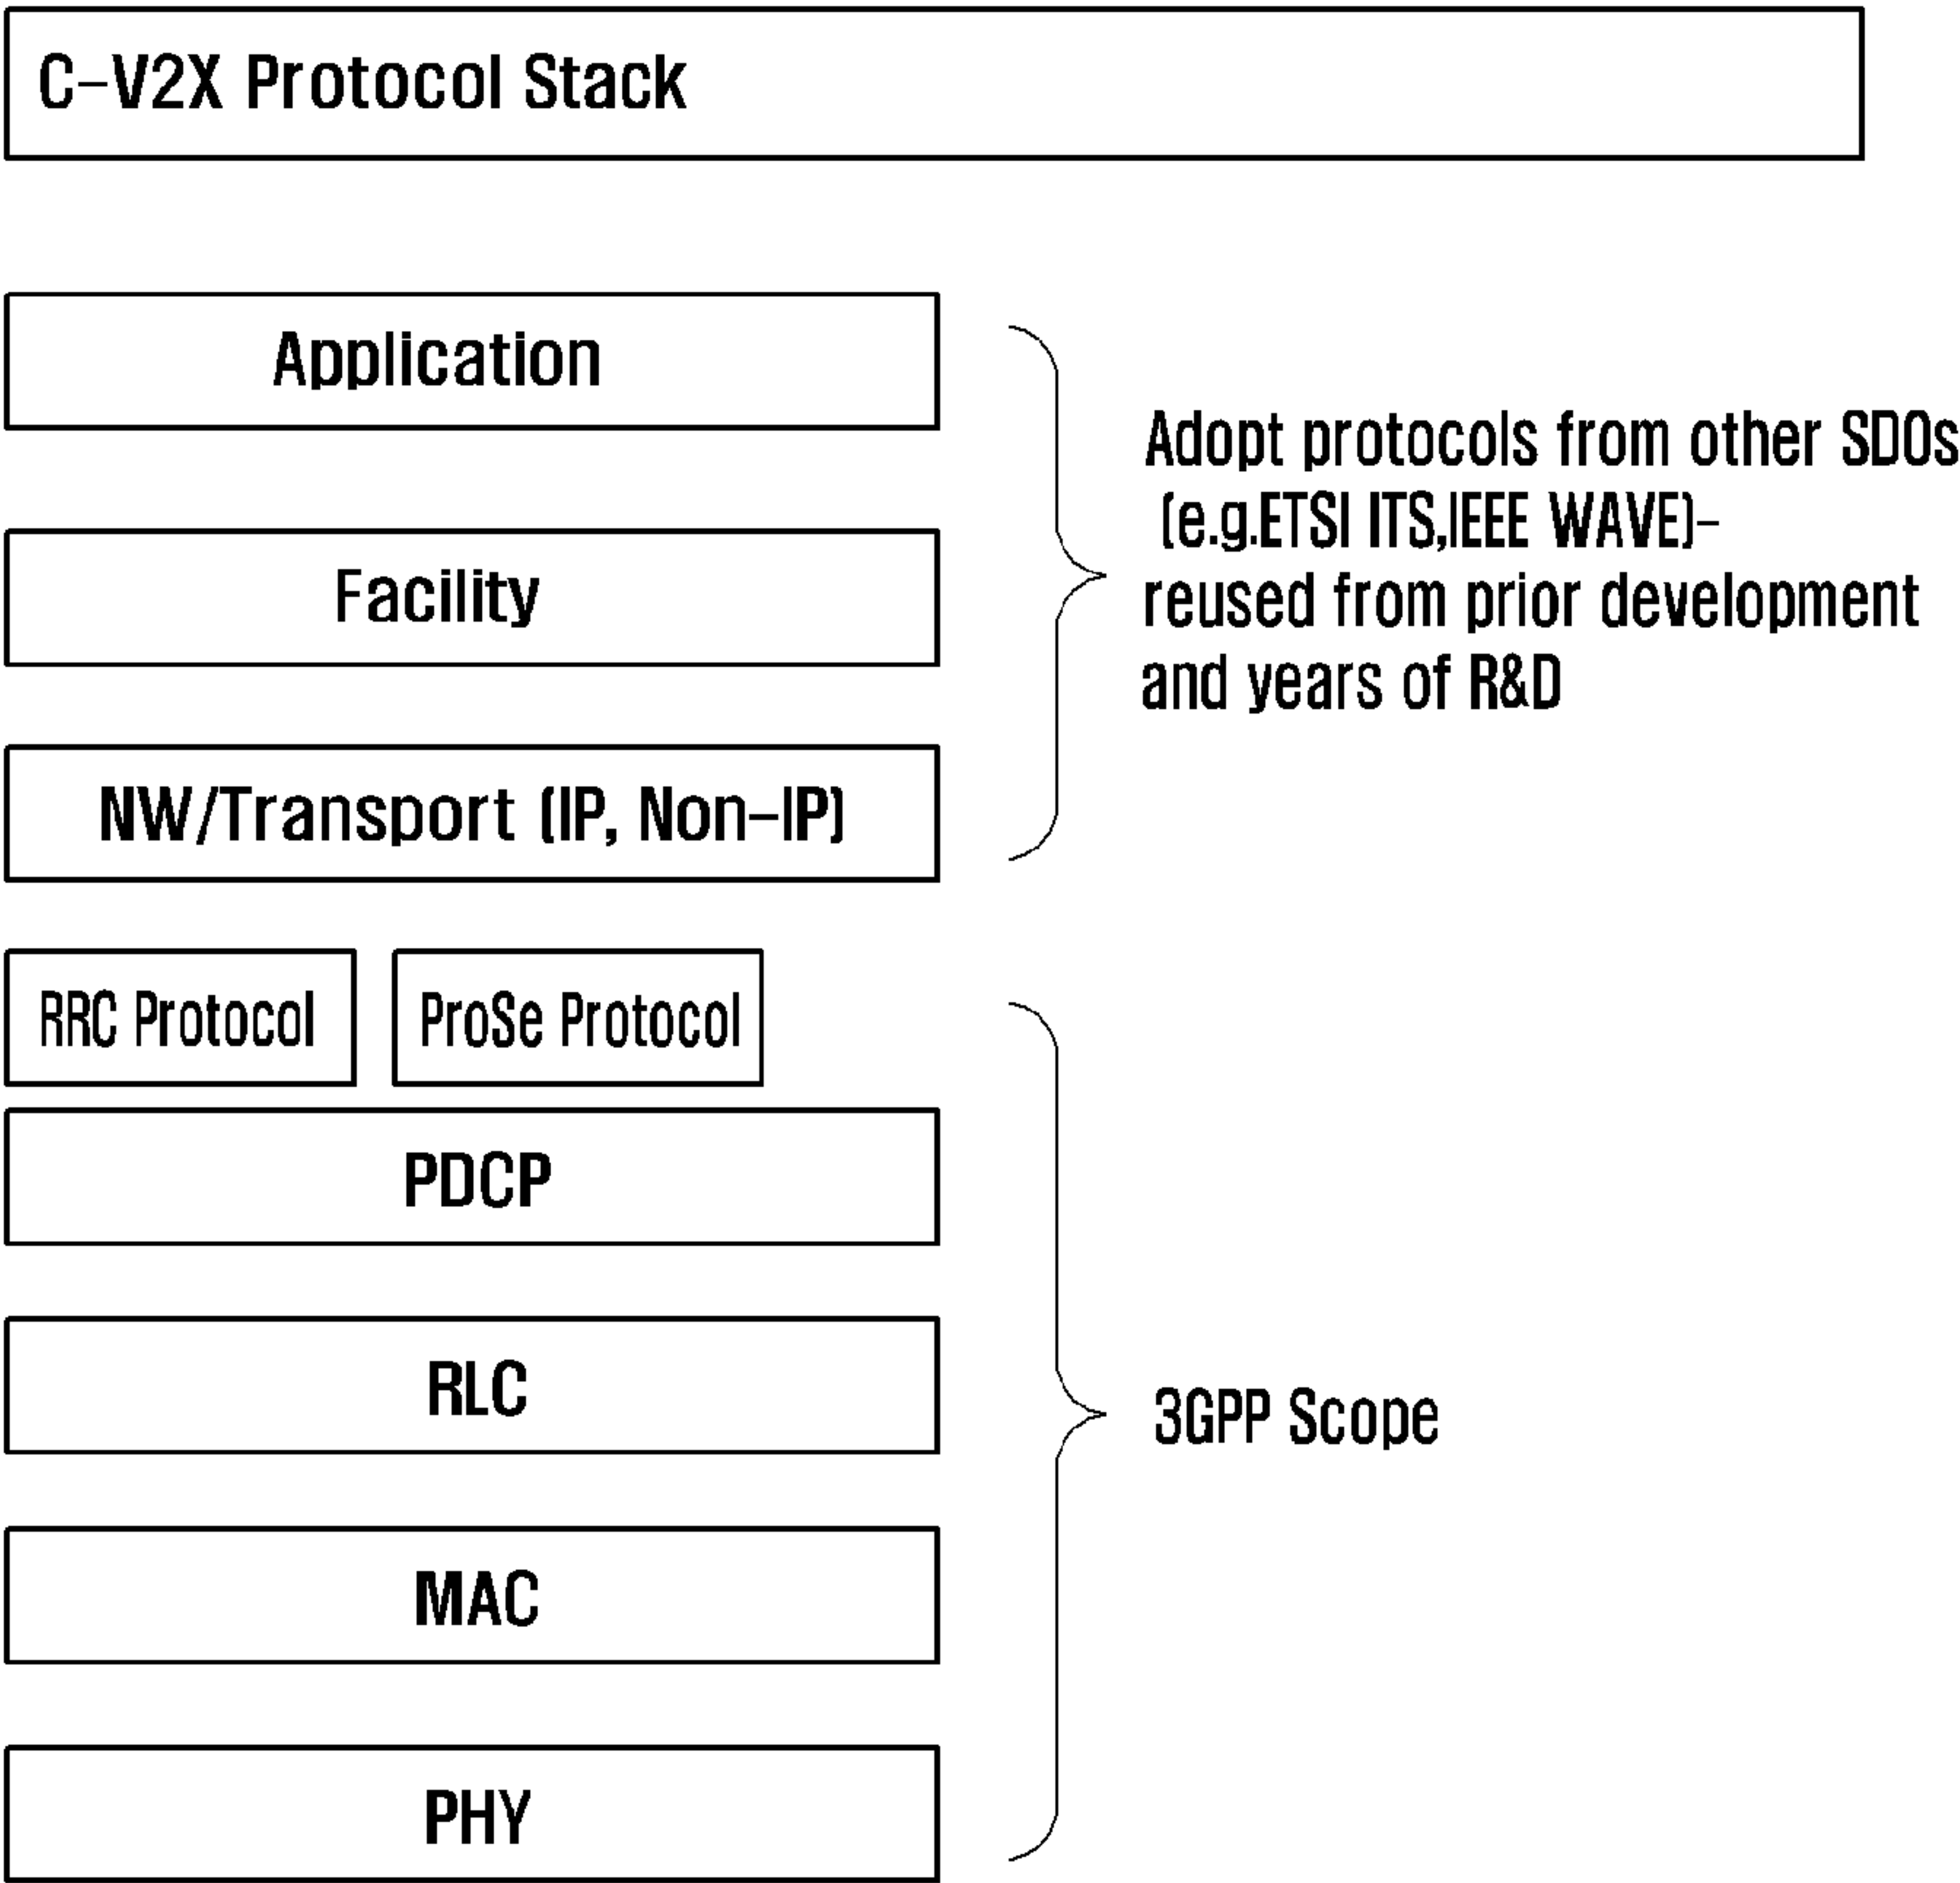 C–V2X Protocol Stack
Application
Facility
NW/Transport (IP, Non–IP)
Adopt protocols from other SDOs
(e.g.ETSI ITS,IEEE WAVE)–
reused from prior development
and years of R&D
RRC Protocol
ProSe Protocol
PDCP
RLC
MAC
PHY
3GPP Scope